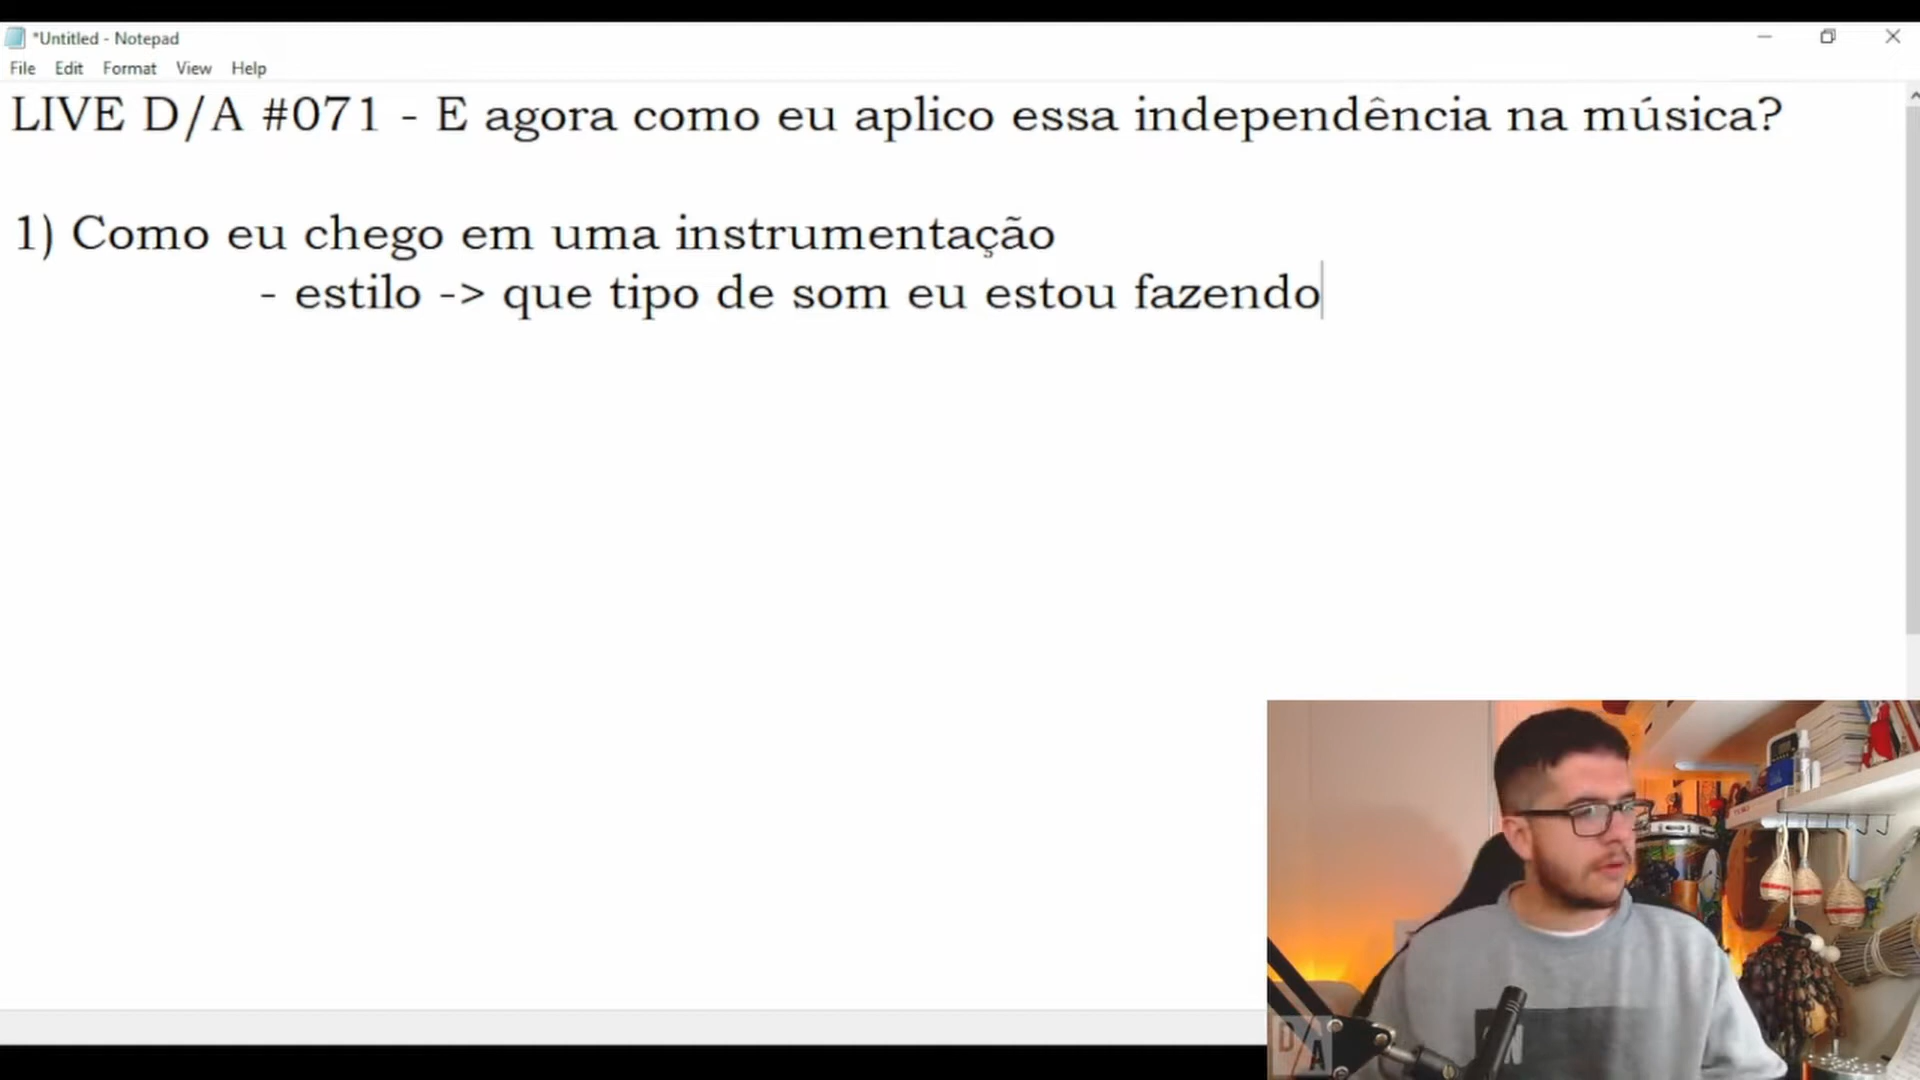 *Untitled - Notepad
File Edit Format View Help
LIVE D/A #071 - E agora como eu aplico essa independência na música?
1) Como eu chego em uma instrumentação
- estilo -> que tipo de som eu estou fazendo
D/A